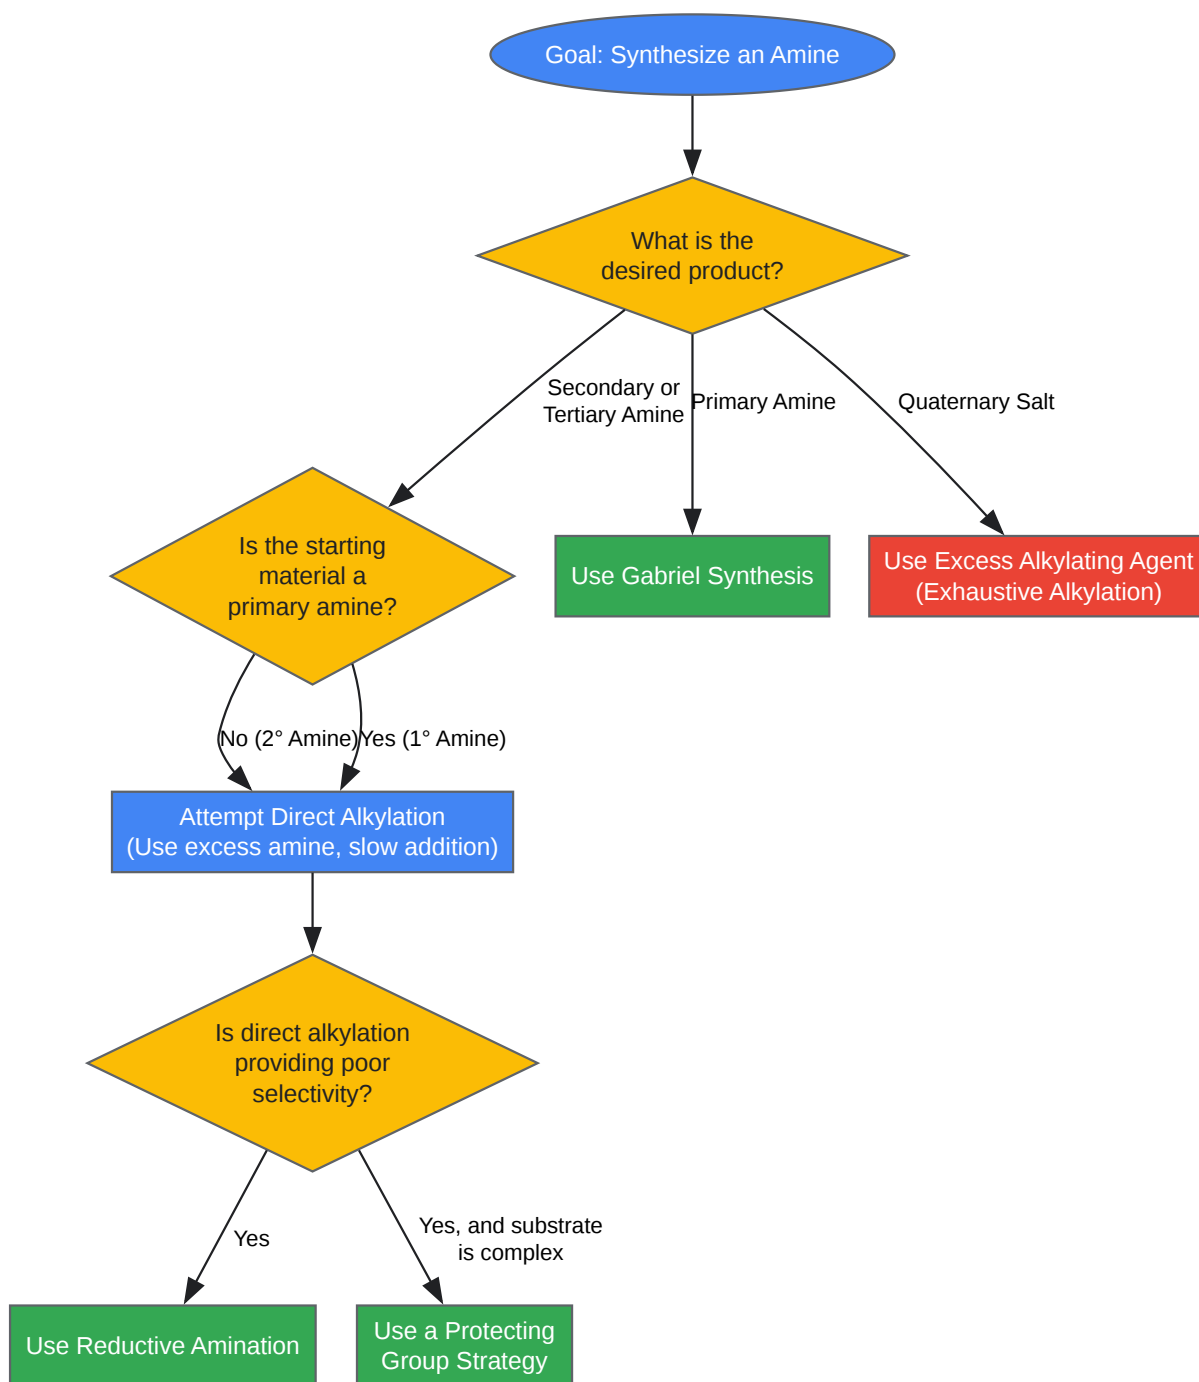 Goal: Synthesize an Amine
What is the
desired product?
Secondary or
Tertiary Amine
Primary Amine
Quaternary Salt
Is the starting
material a
primary amine?
Use Gabriel Synthesis
Use Excess Alkylating Agent
(Exhaustive Alkylation)
No (2° Amine)
Yes (1° Amine)
Attempt Direct Alkylation
(Use excess amine, slow addition)
Is direct alkylation
providing poor
selectivity?
Yes
Yes, and substrate
is complex
Use Reductive Amination
Use a Protecting
Group Strategy